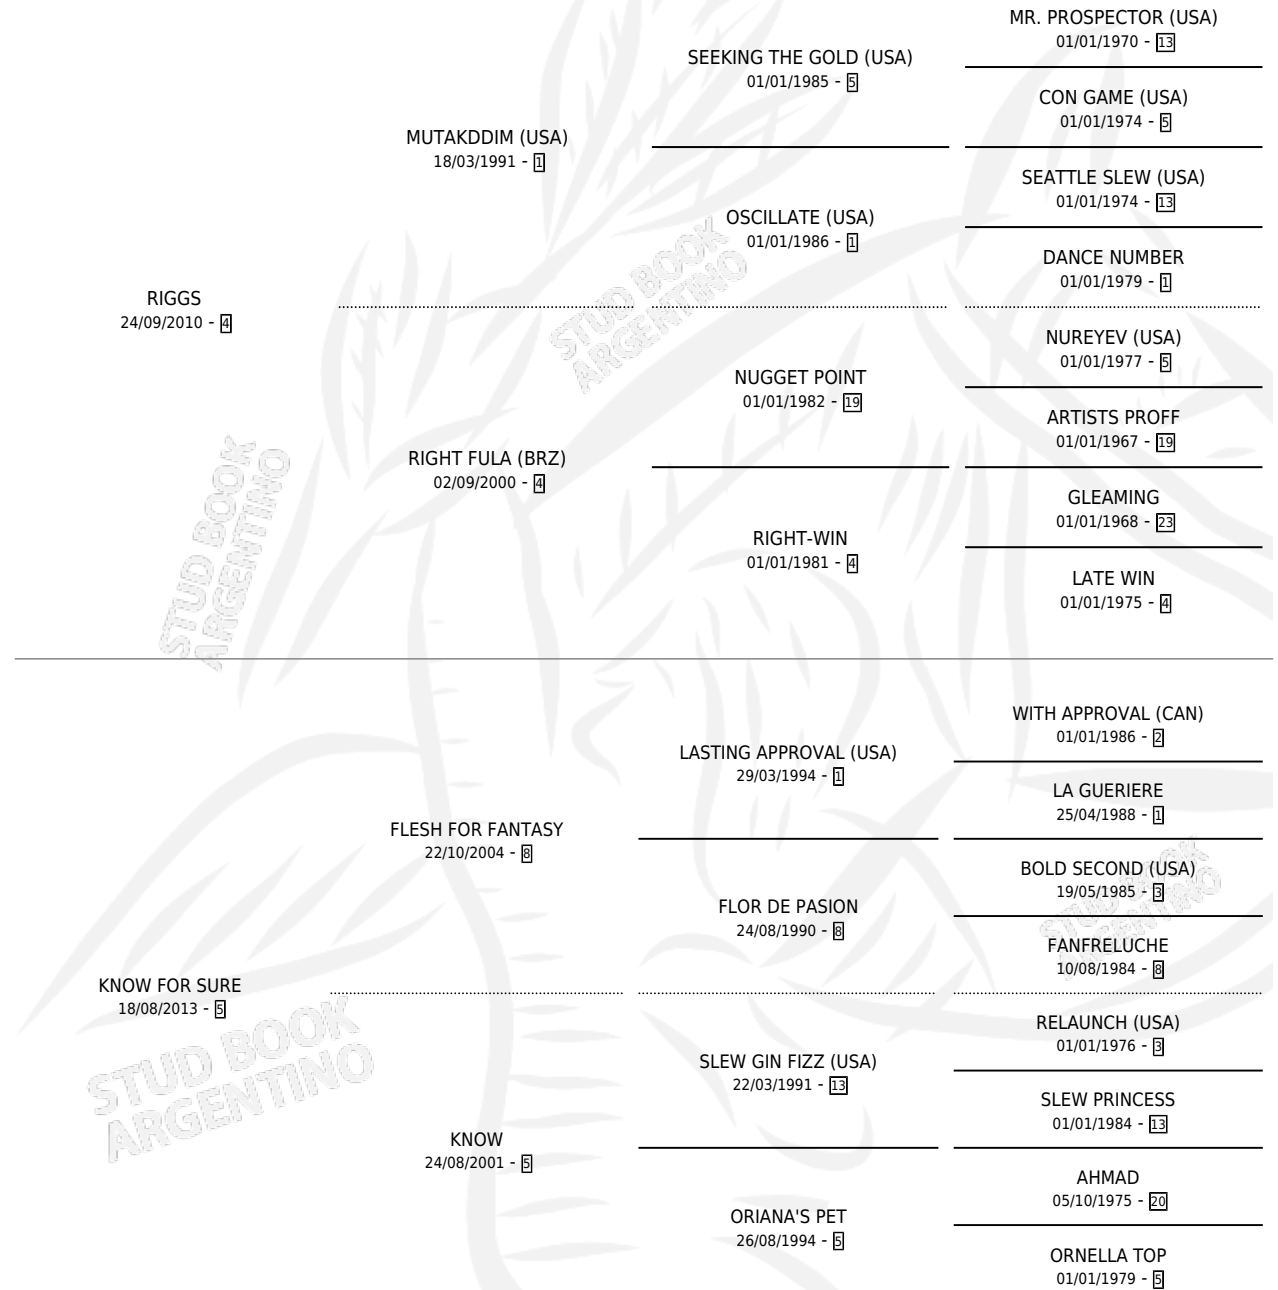 MR. PROSPECTOR (USA)
01/01/1970 - 13
SEEKING THE GOLD (USA)
01/01/1985 - 5
CON GAME (USA)
01/01/1974 - 5
MUTAKDDIM (USA)
18/03/1991 - 1
SEATTLE SLEW (USA)
01/01/1974 - 13
OSCILLATE (USA)
01/01/1986 - 1
DANCE NUMBER
01/01/1979 - 1
STUD BOOK
ARGENTINO
RIGGS
24/09/2010 - 4
NUREYEV (USA)
01/01/1977 - 5
NUGGET POINT
01/01/1982 - 19
ARTISTS PROFF
01/01/1967 - 19
RIGHT FULA (BRZ)
02/09/2000 - 4
GLEAMING
01/01/1968 - 23
RIGHT-WIN
01/01/1981 - 4
LATE WIN
01/01/1975 - 4
STUD BOOK
ARGENTINO
WITH APPROVAL (CAN)
01/01/1986 - 2
LASTING APPROVAL (USA)
29/03/1994 - 1
LA GUERIERE
25/04/1988 - 1
FLESH FOR FANTASY
22/10/2004 - 8
BOLD SECOND (USA)
19/05/1985 - 3
FLOR DE PASION
24/08/1990 - 8
FANFRELUCHE
10/08/1984 - 8
STUD BOOK
ARGENTINO
KNOW FOR SURE
18/08/2013 - 5
RELAUNCH (USA)
01/01/1976 - 3
SLEW GIN FIZZ (USA)
22/03/1991 - 13
SLEW PRINCESS
01/01/1984 - 13
KNOW
24/08/2001 - 5
AHMAD
05/10/1975 - 20
ORIANA'S PET
26/08/1994 - 5
ORNELLA TOP
01/01/1979 - 5
STUD BOOK
ARGENTINO